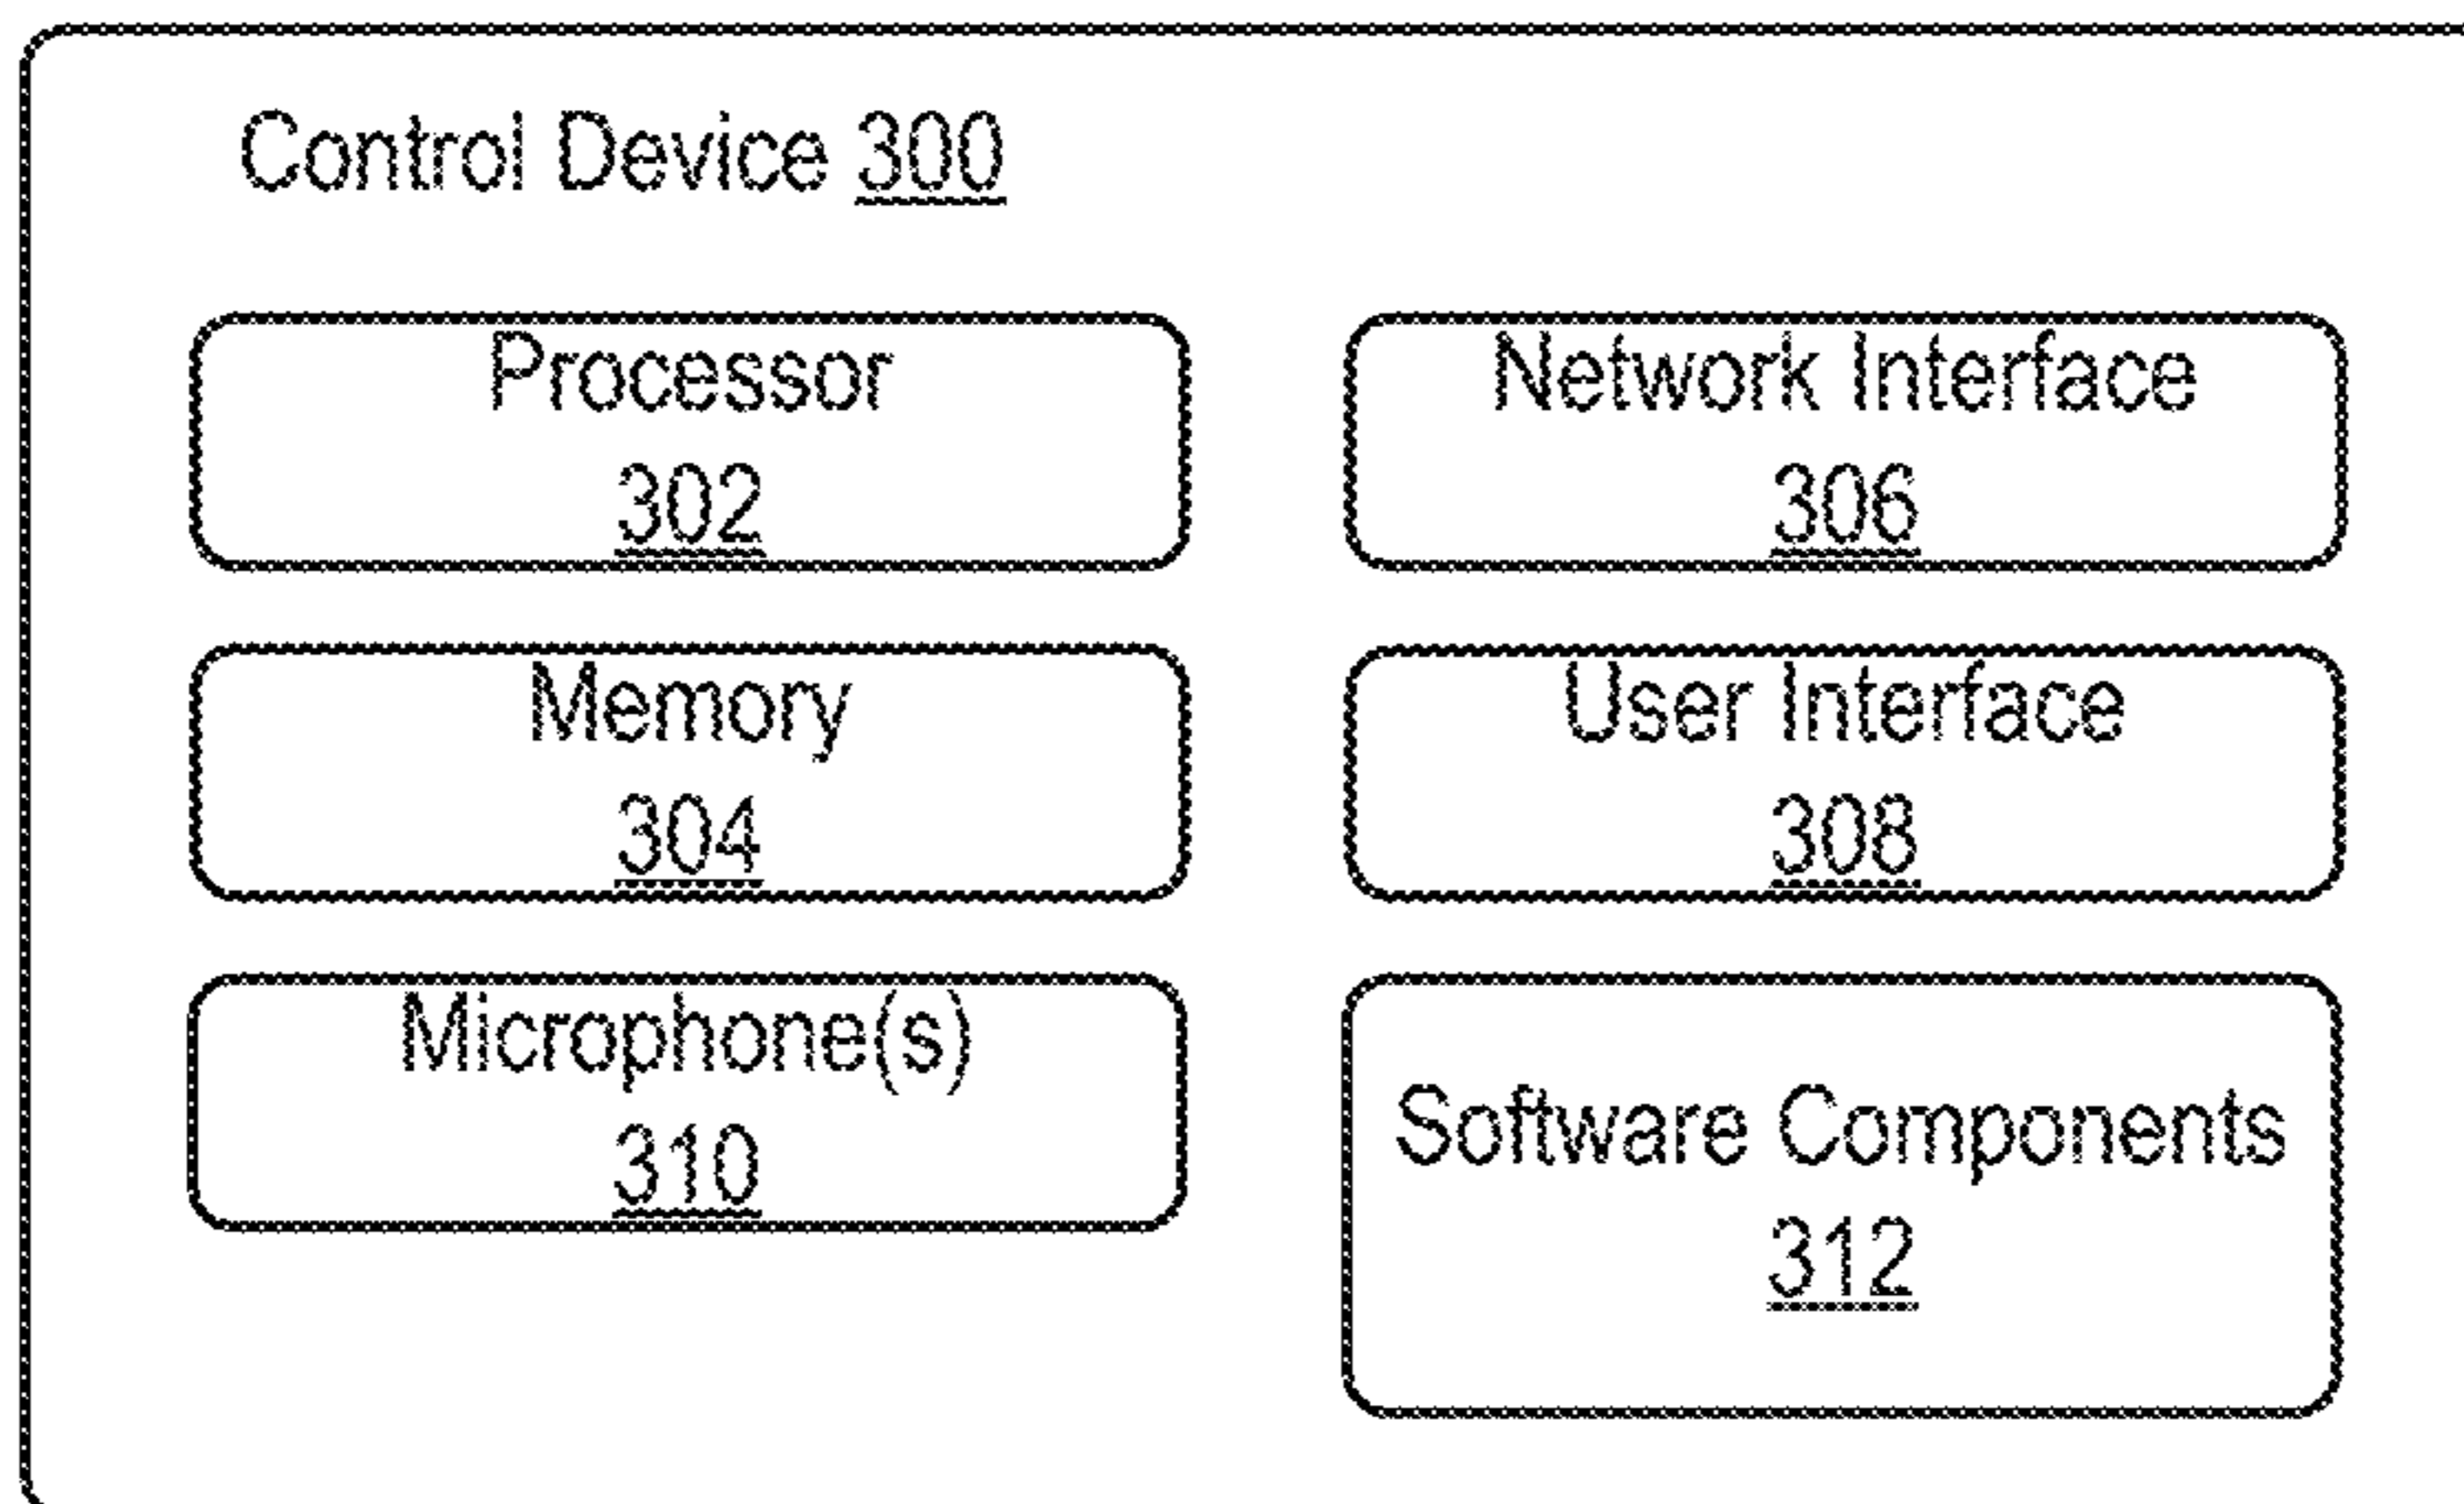 Control Device 300
Processor
302
Network Interface
306
Memory
304
User Interface
308
Microphone(s)
310
Software Components
312